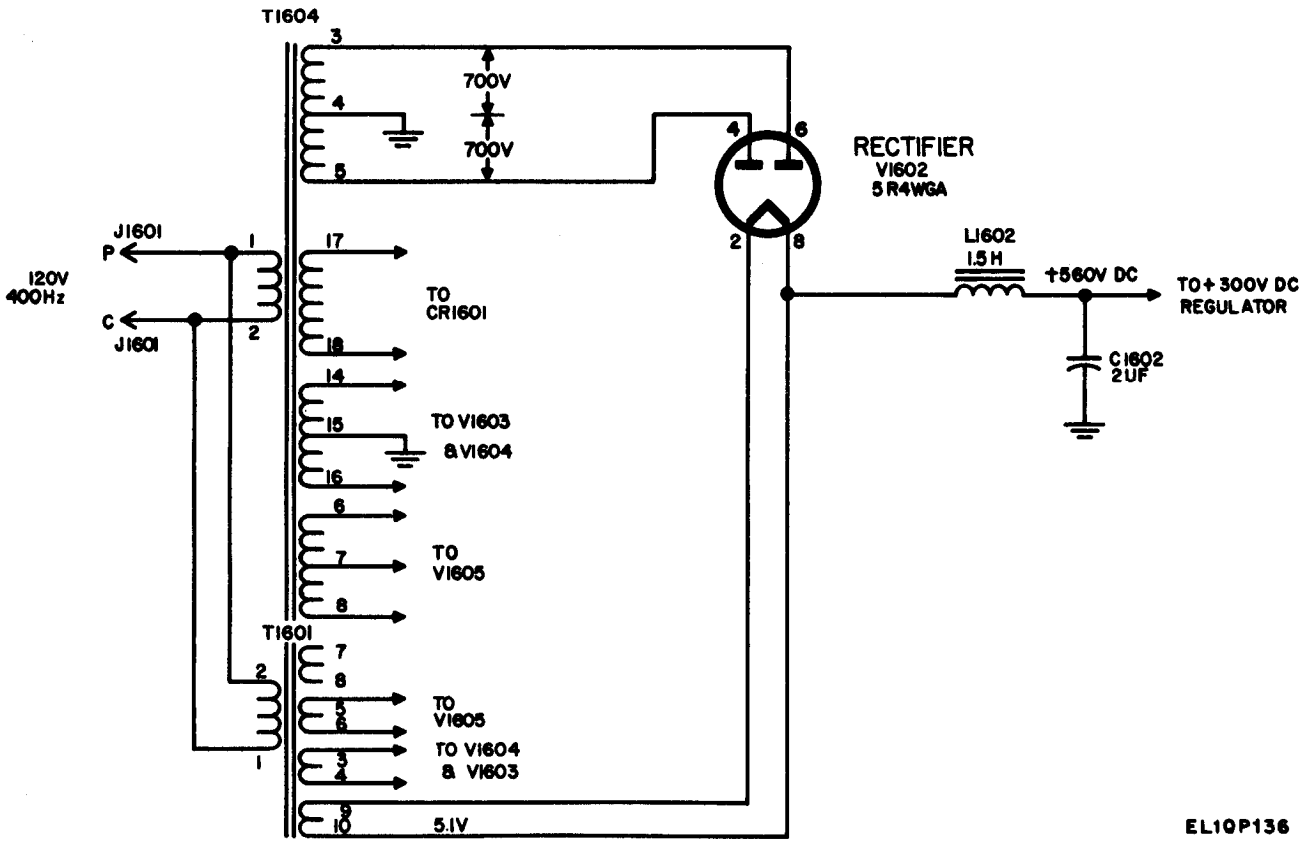 T1604
3
700V
4
700V
5
4 6
RECTIFIER
V1602
5R4WGA
2 8
J1601
P
1
120V
400Hz
C
2
J1601
17
TO
CR1601
18
14
15
TO V1603
& V1604
16
6
7
TO
V1605
8
L1602
1.5H
+560V DC
TO +300V DC
REGULATOR
C1602
2UF
T1601
7
8
2
1
5
6
TO
V1605
3
4
TO V1604
& V1603
9
10
5.1V
EL1QP136